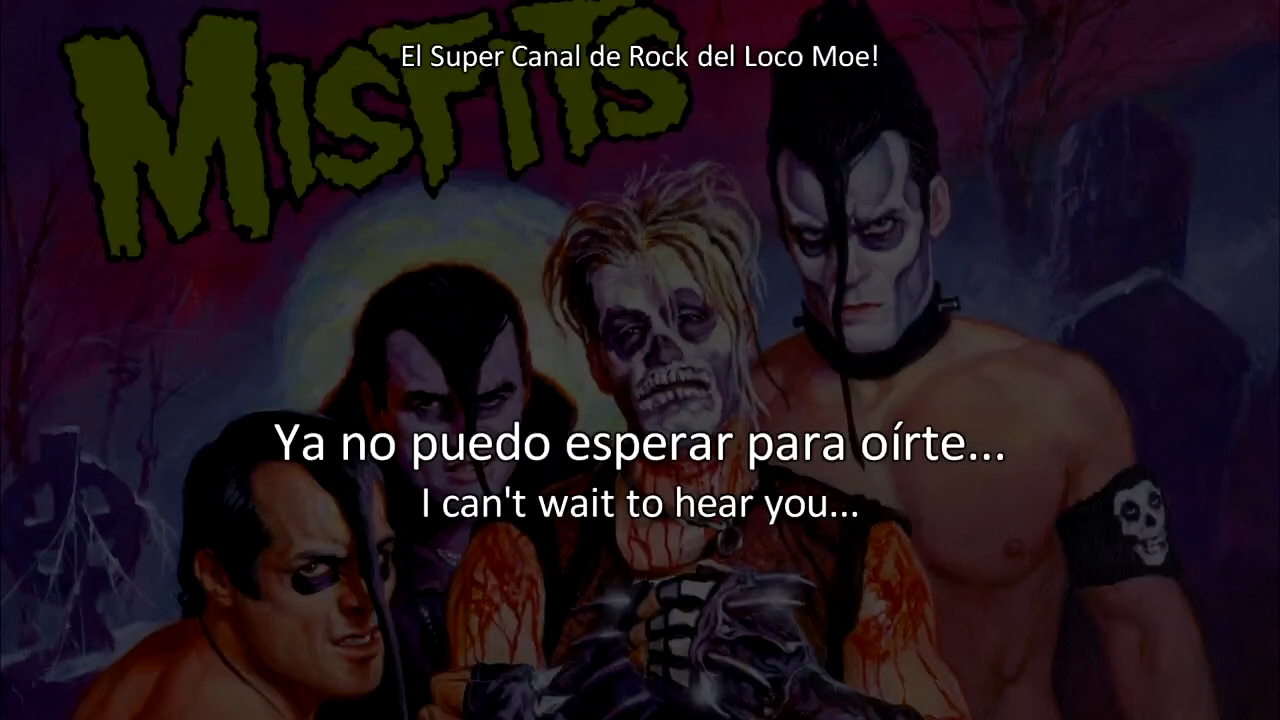 MISFITS
El Super Canal de Rock del Loco Moe!
Ya no puedo esperar para oírte...
I can't wait to hear you...